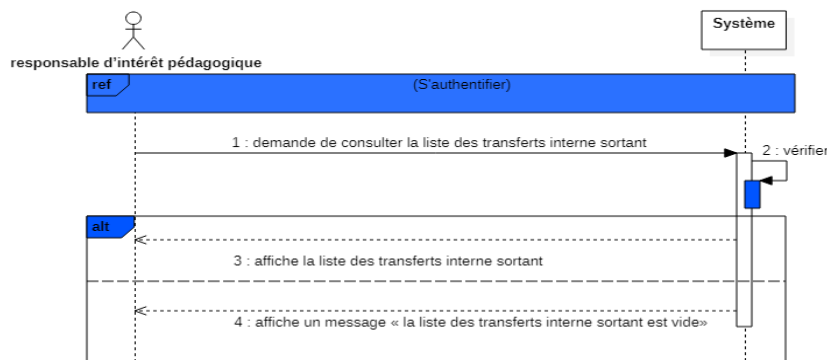 Système
responsable d'intérêt pédagogique
ref
(S'authentifier)
1 : demande de consulter la liste des transferts interne sortant
2 : vérifier
alt
3 : affiche la liste des transferts interne sortant
4 : affiche un message « la liste des transferts interne sortant est vide»